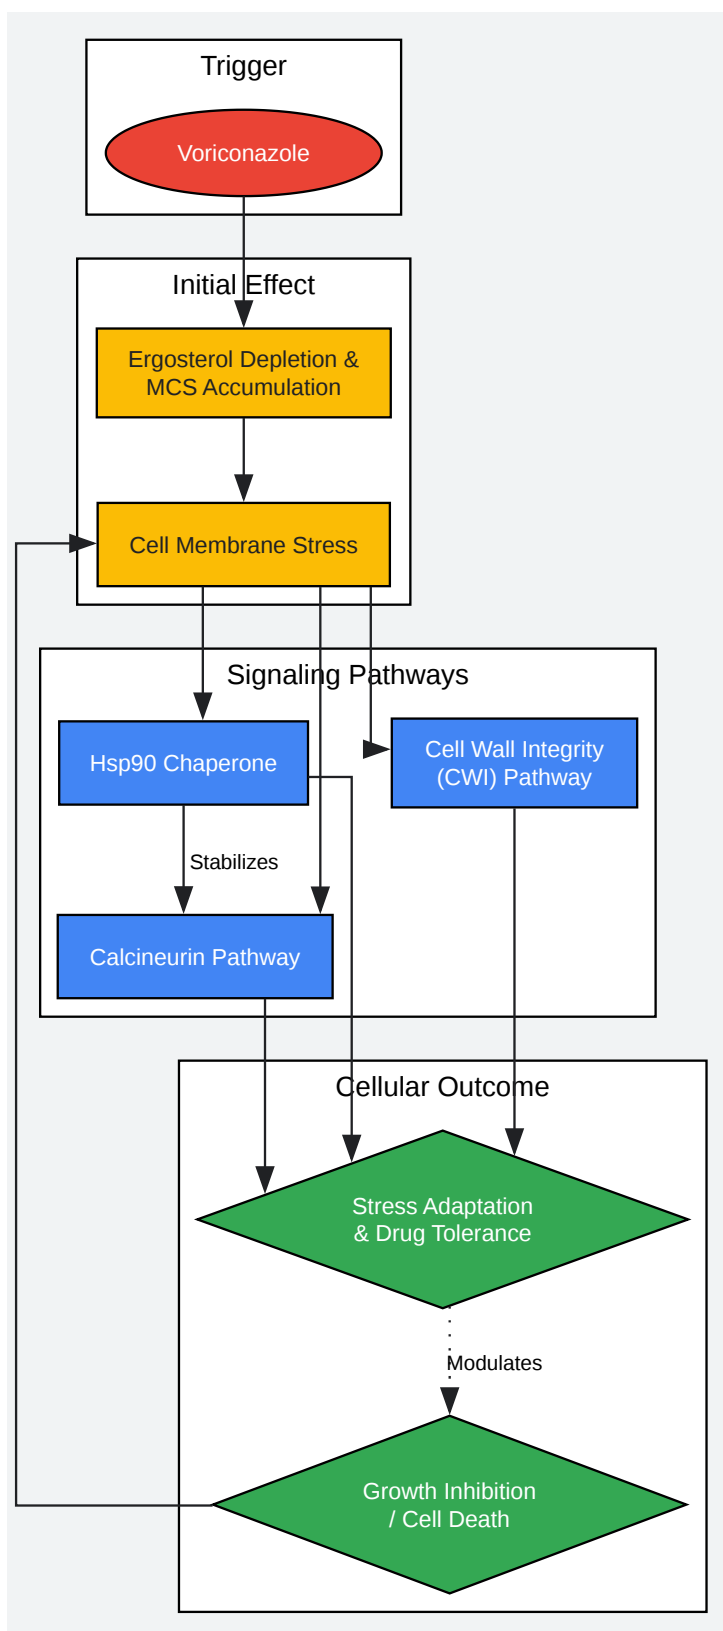 Trigger
Voriconazole
Initial Effect
Ergosterol Depletion &
MCS Accumulation
Cell Membrane Stress
Signaling Pathways
Hsp90 Chaperone
Cell Wall Integrity
(CWI) Pathway
Stabilizes
Calcineurin Pathway
Cellular Outcome
Stress Adaptation
& Drug Tolerance
Modulates
Growth Inhibition
/ Cell Death